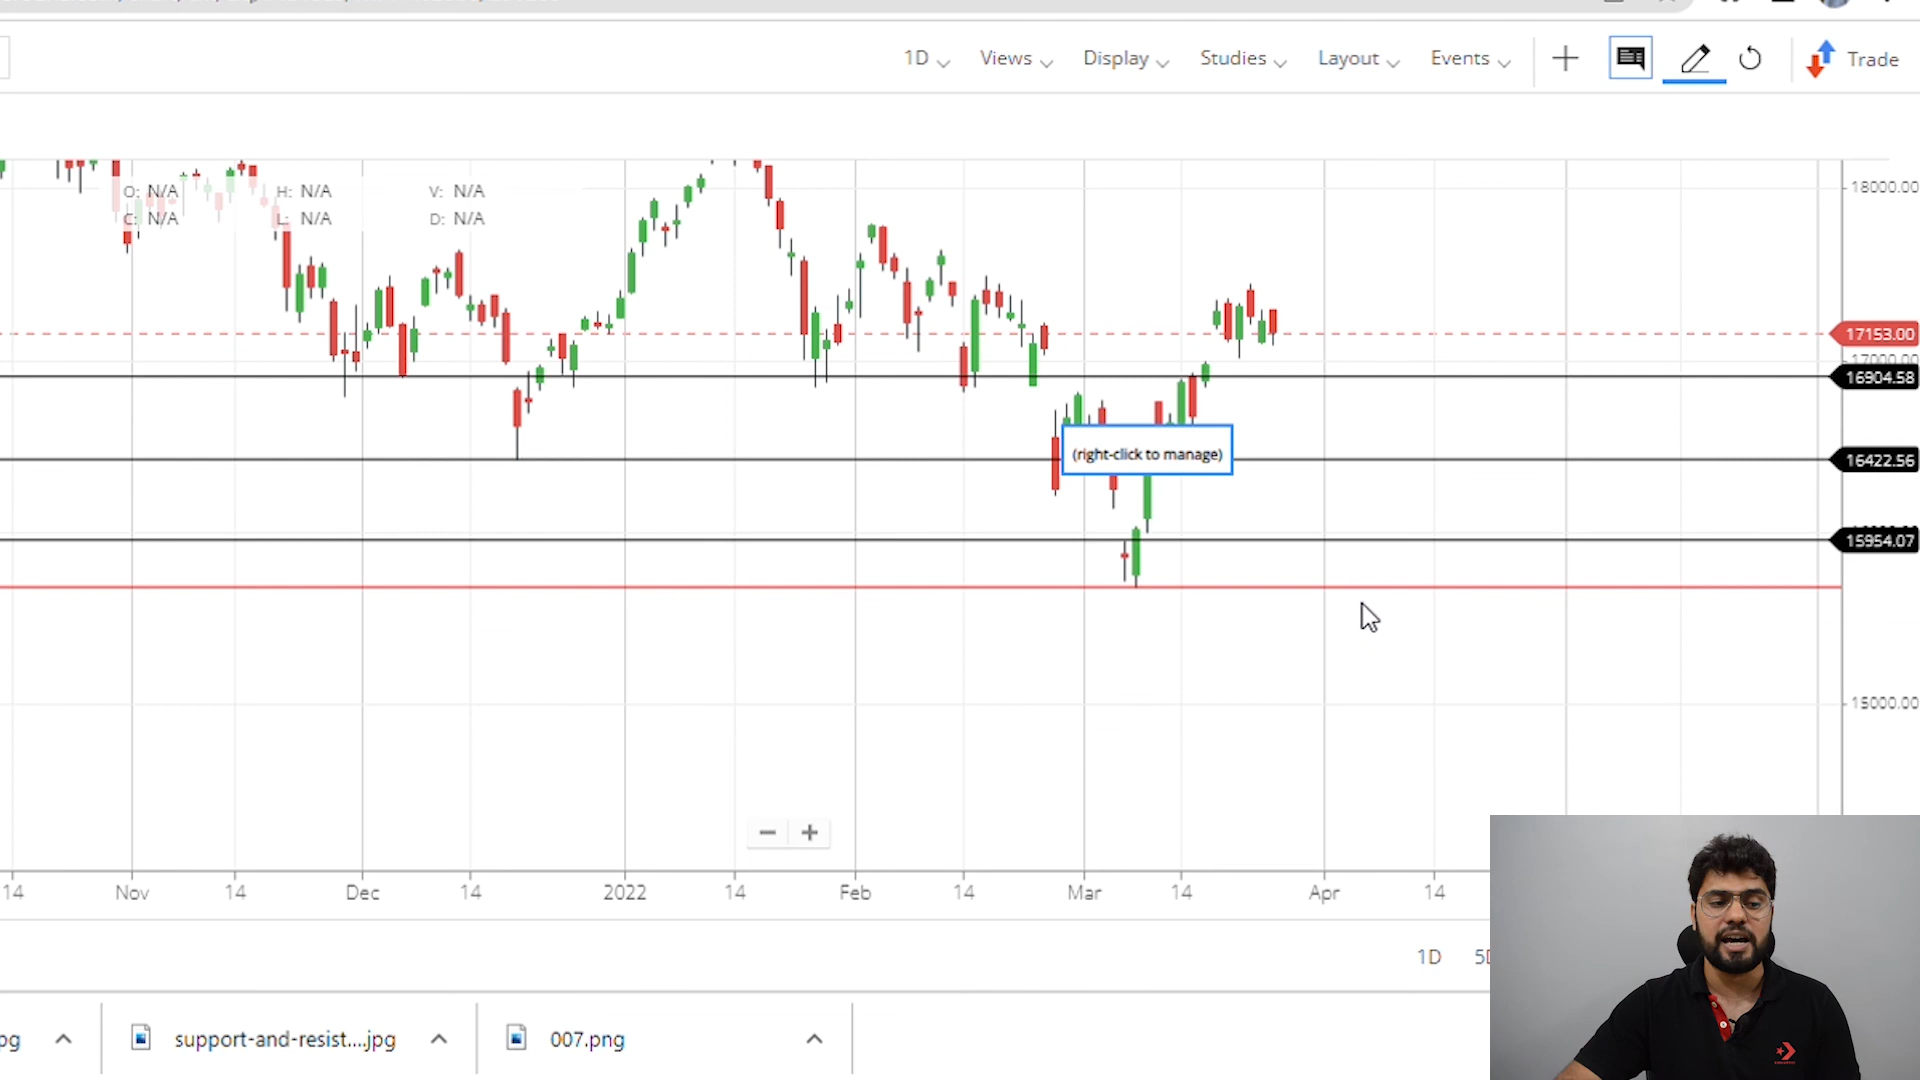 1D Views Display Studies Layout Events Trade
18000.00
O: N/A H: N/A V: N/A
C: N/A L: N/A D: N/A
17153.00
17000.00
16904.58
(right-click to manage)
16422.56
15954.07
15000.00
− +
14 Nov 14 Dec 14 2022 14 Feb 14 Mar 14 Apr 14
1D
support-and-resist....jpg 007.png